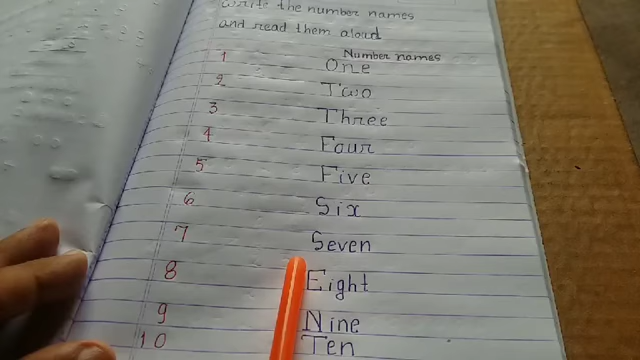 write the number names
and read them aloud
Number names
1 One
2 Two
3 Three
4 Four
5 Five
6 Six
7 Seven
8 Eight
9 Nine
10 Ten